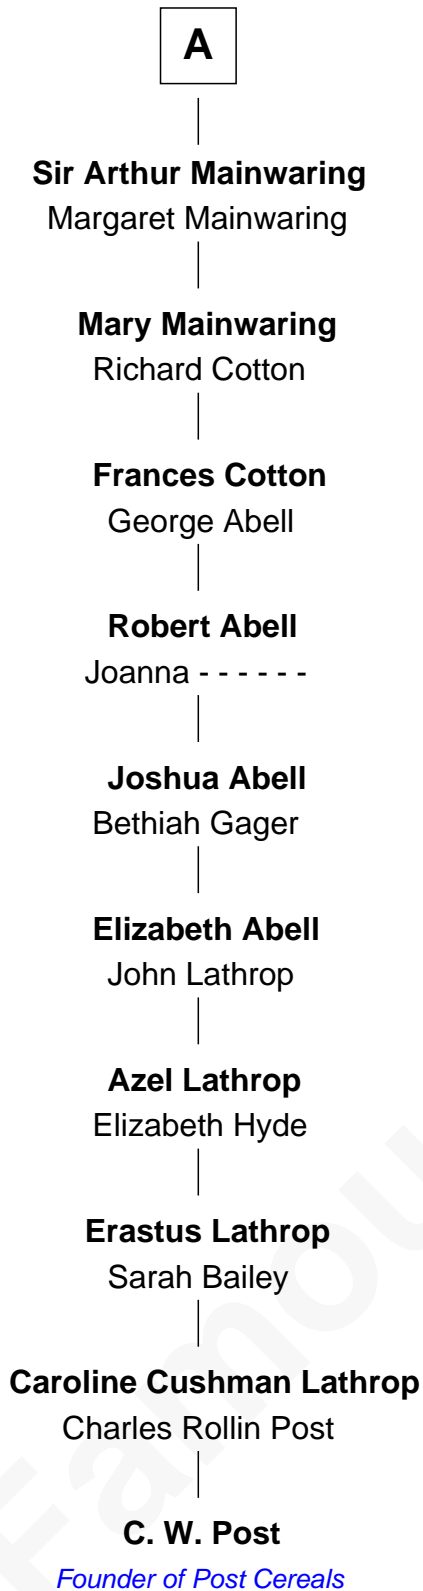 A
Sir Arthur Mainwaring
Margaret Mainwaring
Mary Mainwaring
Richard Cotton
Frances Cotton
George Abell
Robert Abell
Joanna - - - - - -
Joshua Abell
Bethiah Gager
Elizabeth Abell
John Lathrop
Azel Lathrop
Elizabeth Hyde
Erastus Lathrop
Sarah Bailey
Caroline Cushman Lathrop
Charles Rollin Post
C. W. Post
Founder of Post Cereals
Famou